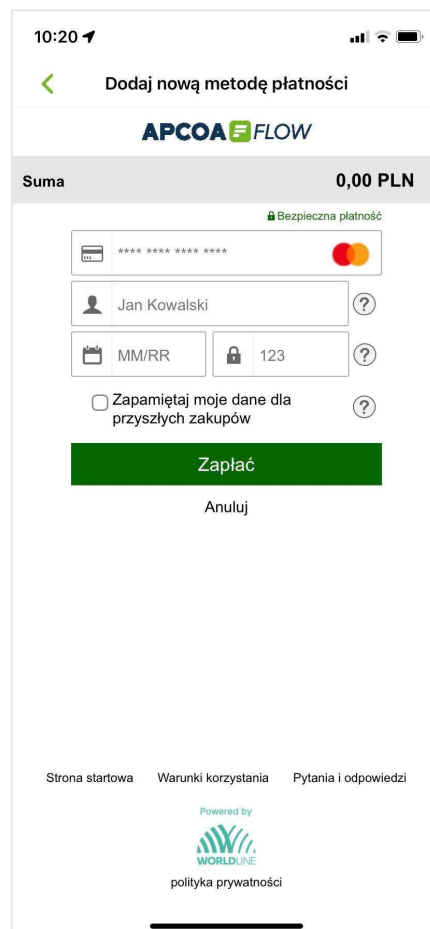 10:20
Dodaj nową metodę płatności
APCOA FLOW
Suma 0,00 PLN
Bezpieczna płatność
**** **** **** ****
Jan Kowalski ?
MM/RR 123 ?
Zapamiętaj moje dane dla
przyszłych zakupów ?
Zapłać
Anuluj
Strona startowa Warunki korzystania Pytania i odpowiedzi
Powered by
WORLDLINE
polityka prywatności